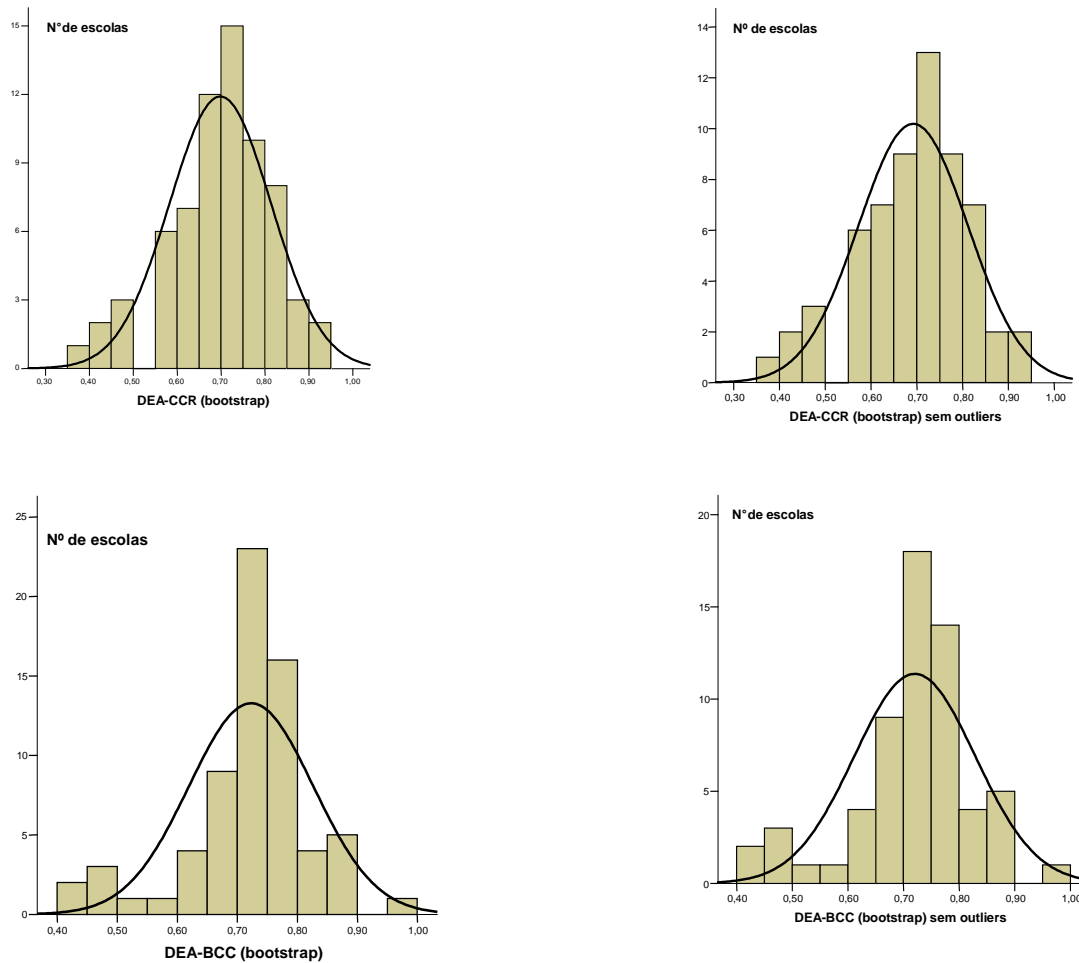 N°de escolas
15
12
9
6
3
0
0,30 0,40 0,50 0,60 0,70 0,80 0,90 1,00
DEA-CCR (bootstrap)
Nº de escolas
14
12
10
8
6
4
2
0
0,30 0,40 0,50 0,60 0,70 0,80 0,90 1,00
DEA-CCR (bootstrap) sem outliers
Nº de escolas
25
20
15
10
5
0
0,40 0,50 0,60 0,70 0,80 0,90 1,00
DEA-BCC (bootstrap)
N°de escolas
20
15
10
5
0
0,40 0,50 0,60 0,70 0,80 0,90 1,00
DEA-BCC (bootstrap) sem outliers